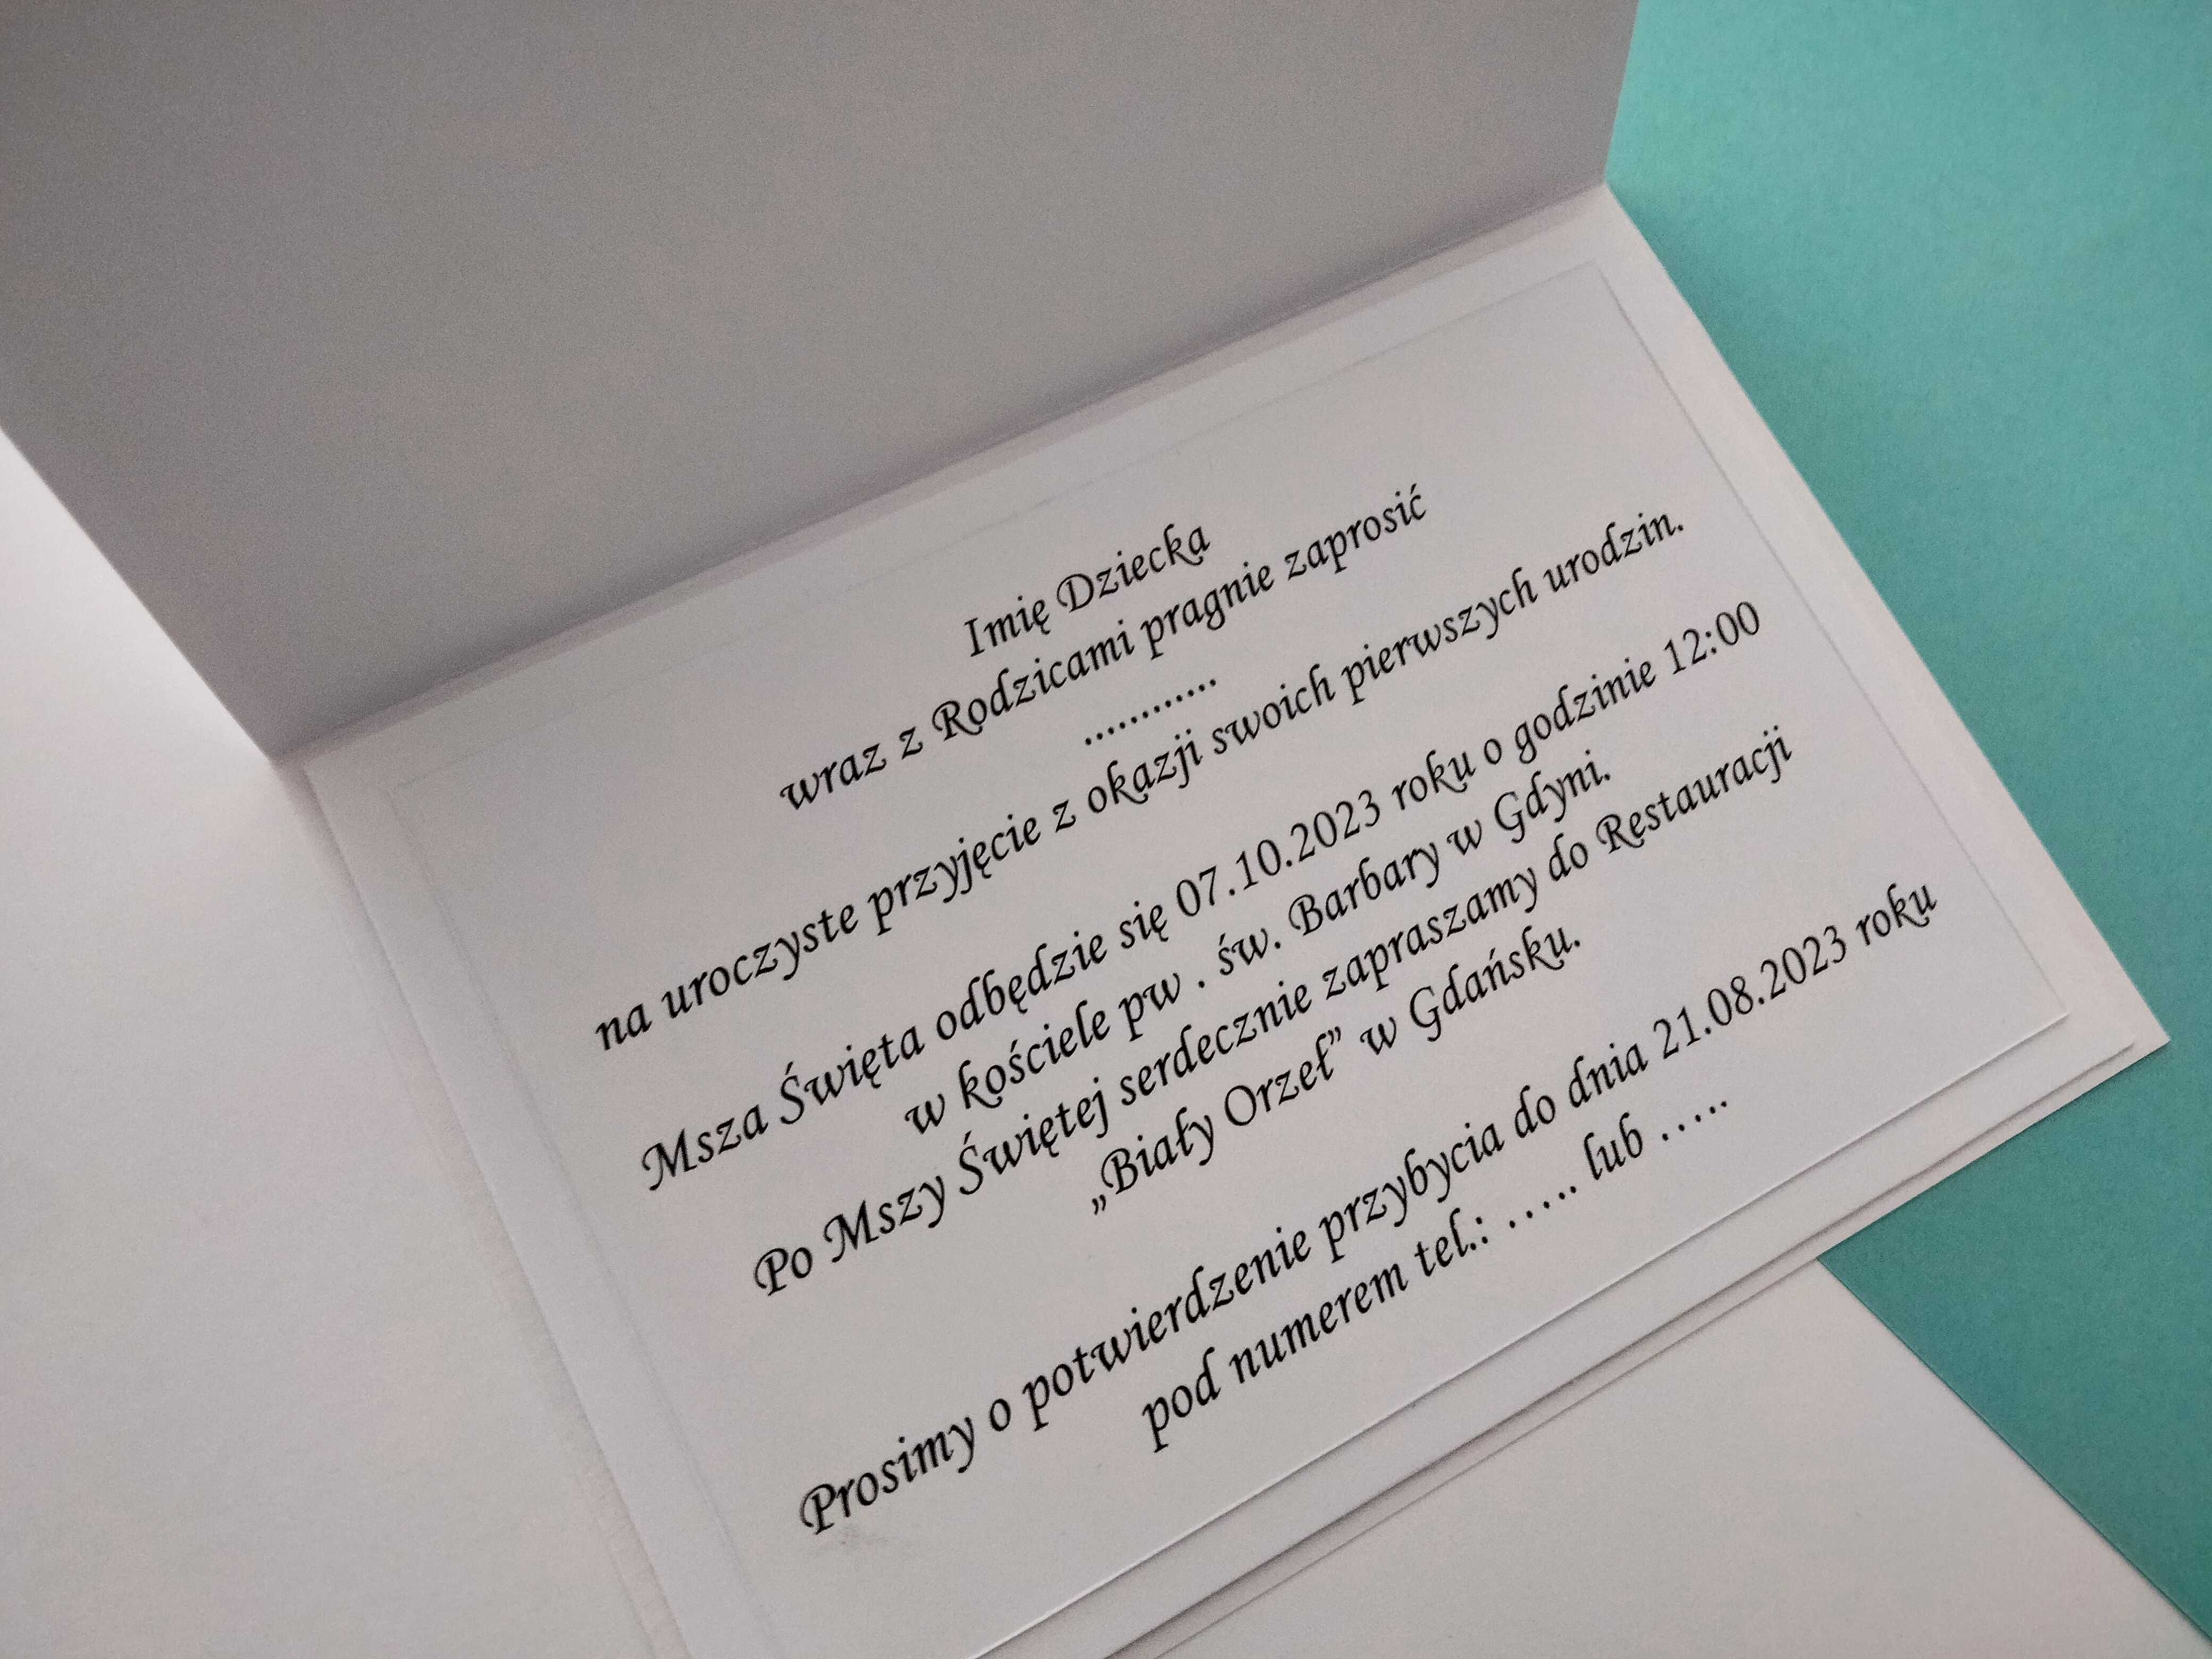 Imię Dziecka
wraz z Rodzicami pragnie zaprosić
............
na uroczyste przyjęcie z okazji swoich pierwszych urodzin.
Msza Święta odbędzie się 07.10.2023 roku o godzinie 12:00
w kościele pw . św. Barbary w Gdyni.
Po Mszy Świętej serdecznie zapraszamy do Restauracji
„Biały Orzeł” w Gdańsku.
Prosimy o potwierdzenie przybycia do dnia 21.08.2023 roku
pod numerem tel.: ….. lub …..